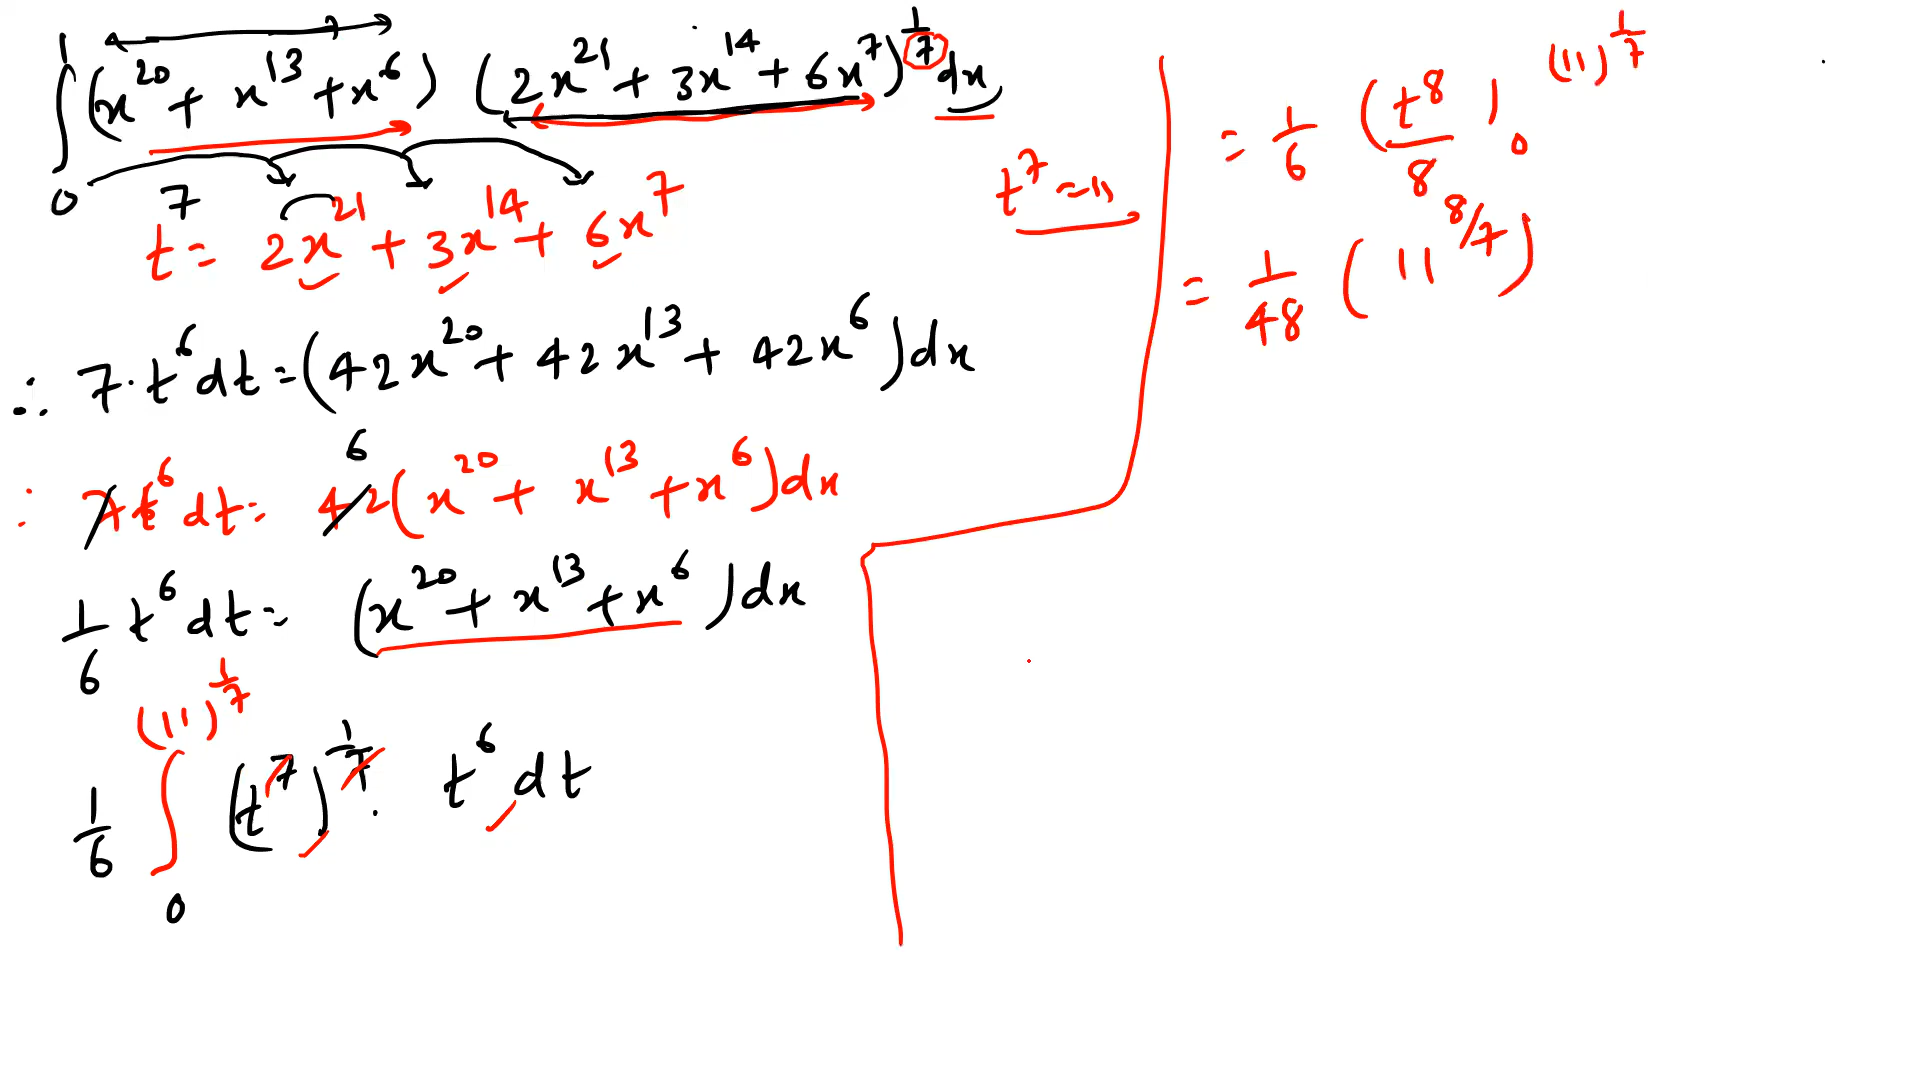 ∫₀¹ (x²⁰ + x¹³ + x⁶) (2x²¹ + 3x¹⁴ + 6x⁷)^(1/7) dx
7
t = 2x²¹ + 3x¹⁴ + 6x⁷
t⁷ = 11
∴ 7·t⁶dt = (42x²⁰ + 42x¹³ + 42x⁶)dx
6
∴ 7t⁶dt = 42(x²⁰ + x¹³ + x⁶)dx
1/6 t⁶dt = (x²⁰ + x¹³ + x⁶)dx
1/6 ∫₀^((11)^(1/7)) (t⁷)^(1/7) · t⁶dt
= 1/6 (t⁸/8)₀^((11)^(1/7))
= 1/48 (11^(8/7))